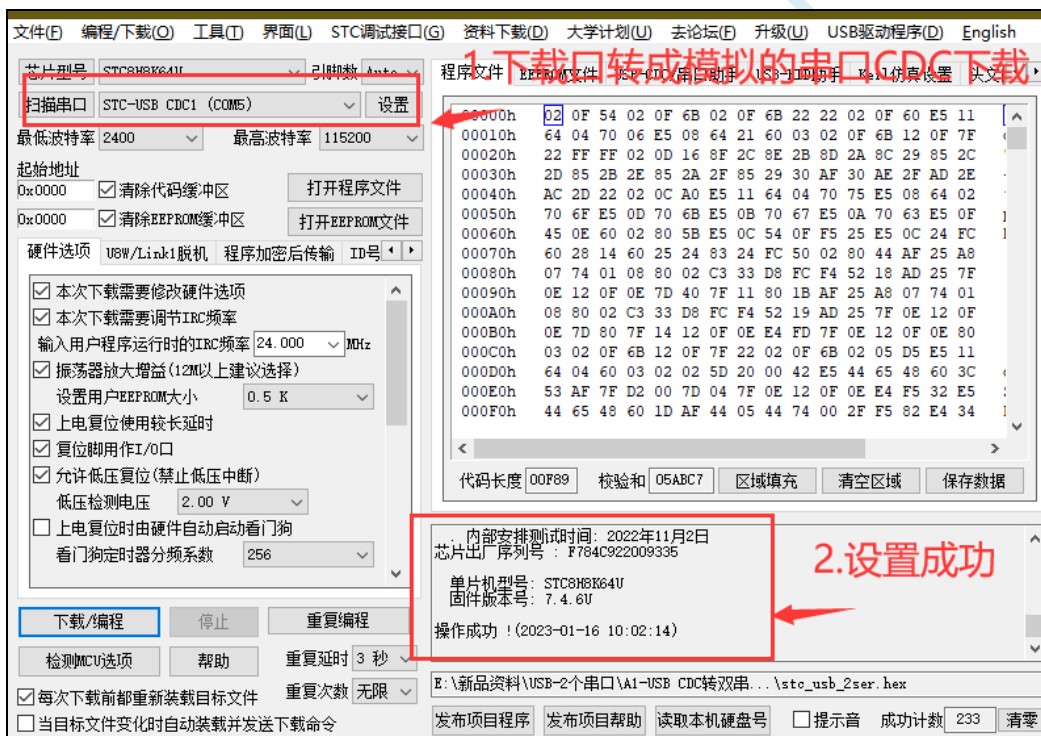 文件(F) 编程/下载(O) 工具(T) 界面(L) STC调试接口(G) 资料下载(D) 大学计划(U) 去论坛(F) 升级(U) USB驱动程序(D) English
1.下载口转成模拟的串口CDC下载
芯片型号 STC8H8K64U 引脚数 Auto
程序文件 EEPROM文件 USB-CDC/串口助手 USB-HID助手 Keil仿真设置 头文
扫描串口 STC-USB CDC1 (COM5) 设置
最低波特率 2400 最高波特率 115200
起始地址
0x0000 清除代码缓冲区 打开程序文件
0x0000 清除EEPROM缓冲区 打开EEPROM文件
硬件选项 U8W/Link1脱机 程序加密后传输 ID号
本次下载需要修改硬件选项
本次下载需要调节IRC频率
输入用户程序运行时的IRC频率 24.000 MHz
振荡器放大增益(12M以上建议选择)
设置用户EEPROM大小 0.5 K
上电复位使用较长延时
复位脚用作I/O口
允许低压复位(禁止低压中断)
低压检测电压 2.00 V
上电复位时由硬件自动启动看门狗
看门狗定时器分频系数 256
下载/编程 停止 重复编程
检测MCU选项 帮助 重复延时 3 秒
每次下载前都重新装载目标文件 重复次数 无限
当目标文件变化时自动装载并发送下载命令
00000h 02 0F 54 02 0F 6B 02 0F 6B 22 22 02 0F 60 E5 11
00010h 64 04 70 06 E5 08 64 21 60 03 02 0F 6B 12 0F 7F
00020h 22 FF FF 02 0D 16 8F 2C 8E 2B 8D 2A 8C 29 85 2C
00030h 2D 85 2B 2E 85 2A 2F 85 29 30 AF 30 AE 2F AD 2E
00040h AC 2D 22 02 0C A0 E5 11 64 04 70 75 E5 08 64 02
00050h 70 6F E5 0D 70 6B E5 0B 70 67 E5 0A 70 63 E5 0F
00060h 45 0E 60 02 80 5B E5 0C 54 0F F5 25 E5 0C 24 FC
00070h 60 28 14 60 25 24 83 24 FC 50 02 80 44 AF 25 A8
00080h 07 74 01 08 80 02 C3 33 D8 FC F4 52 18 AD 25 7F
00090h 0E 12 0F 0E 7D 40 7F 11 80 1B AF 25 A8 07 74 01
000A0h 08 80 02 C3 33 D8 FC F4 52 19 AD 25 7F 0E 12 0F
000B0h 0E 7D 80 7F 14 12 0F 0E E4 FD 7F 0E 12 0F 0E 80
000C0h 03 02 0F 6B 12 0F 7F 22 02 0F 6B 02 05 D5 E5 11
000D0h 64 04 60 03 02 02 5D 20 00 42 E5 44 65 48 60 3C
000E0h 53 AF 7F D2 00 7D 04 7F 0E 12 0F 0E E4 F5 32 E5
000F0h 44 65 48 60 1D AF 44 05 44 74 00 2F F5 82 E4 34
代码长度 00F89 校验和 05ABC7 区域填充 清空区域 保存数据
. 内部安排测试时间: 2022年11月2日
芯片出厂序列号 : F784C922009335
单片机型号: STC8H8K64U
固件版本号: 7.4.6U
操作成功 !(2023-01-16 10:02:14)
2.设置成功
E:\新品资料\USB-2个串口\A1-USB CDC转双串...\stc_usb_2ser.hex
发布项目程序 发布项目帮助 读取本机硬盘号 提示音 成功计数 233 清零